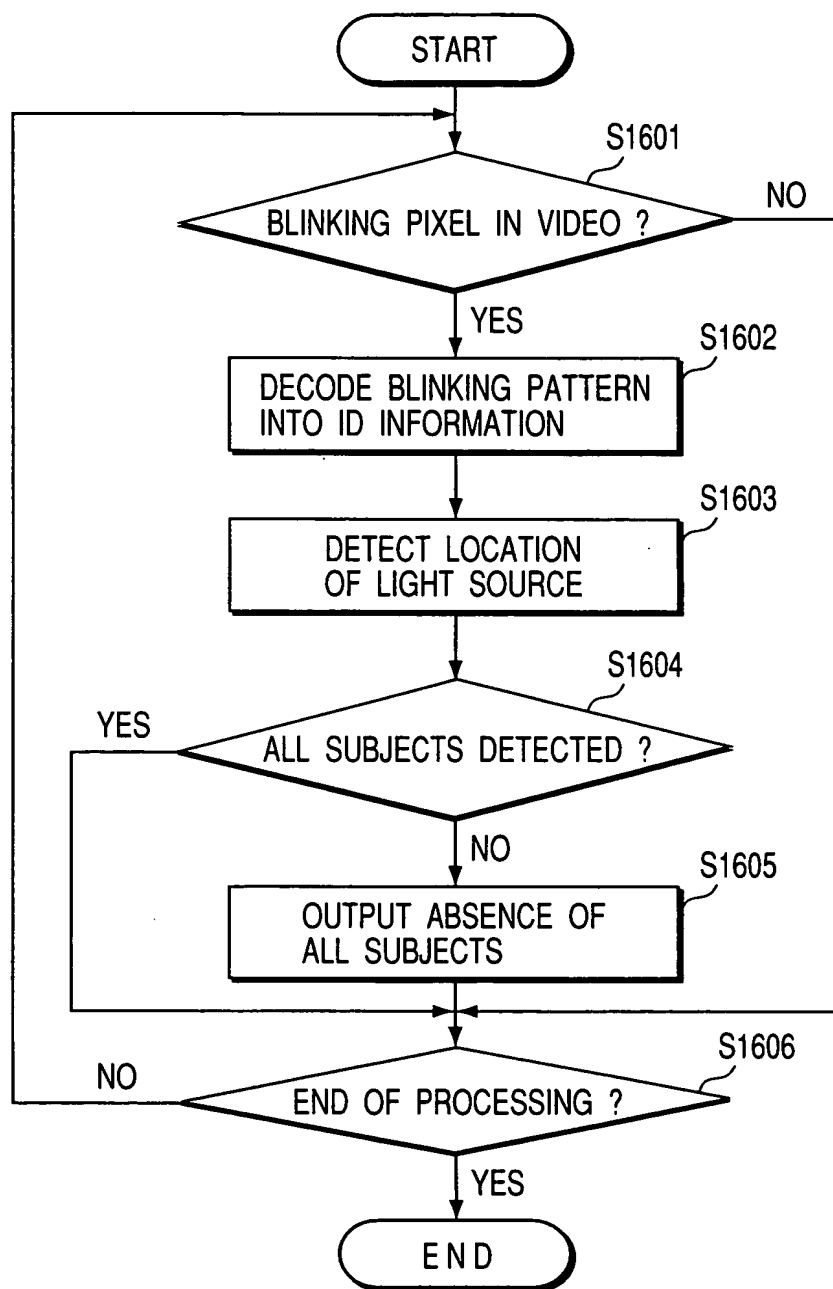 START
S1601
BLINKING PIXEL IN VIDEO ?
NO
YES
S1602
DECODE BLINKING PATTERN
INTO ID INFORMATION
S1603
DETECT LOCATION
OF LIGHT SOURCE
S1604
YES
ALL SUBJECTS DETECTED ?
NO
S1605
OUTPUT ABSENCE OF
ALL SUBJECTS
S1606
NO
END OF PROCESSING ?
YES
END